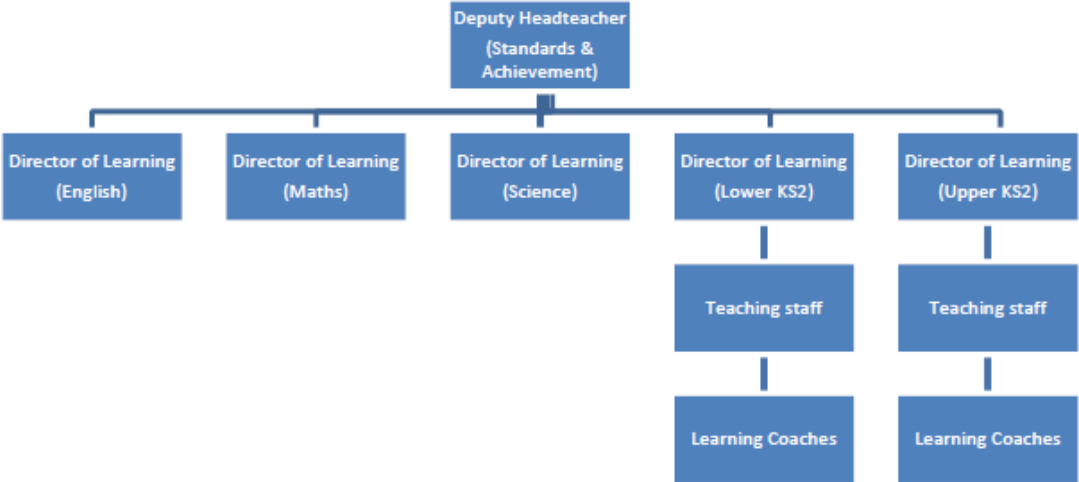 Deputy Headteacher
(Standards &
Achievement)
Director of Learning
(English)
Director of Learning
(Maths)
Director of Learning
(Science)
Director of Learning
(Lower KS2)
Director of Learning
(Upper KS2)
Teaching staff
Teaching staff
Learning Coaches
Learning Coaches